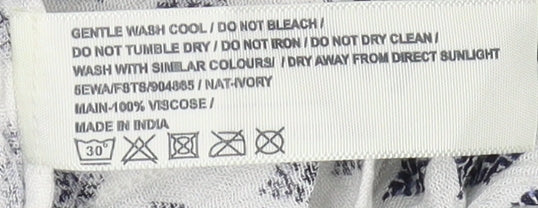 GENTLE WASH COOL / DO NOT BLEACH /
DO NOT TUMBLE DRY / DO NOT IRON / DO NOT DRY CLEAN /
WASH WITH SIMILAR COLOURS/ / DRY AWAY FROM DIRECT SUNLIGHT
5EWA/FSTS/904865 / NAT-IVORY
MAIN-100% VISCOSE /
MADE IN INDIA
30°